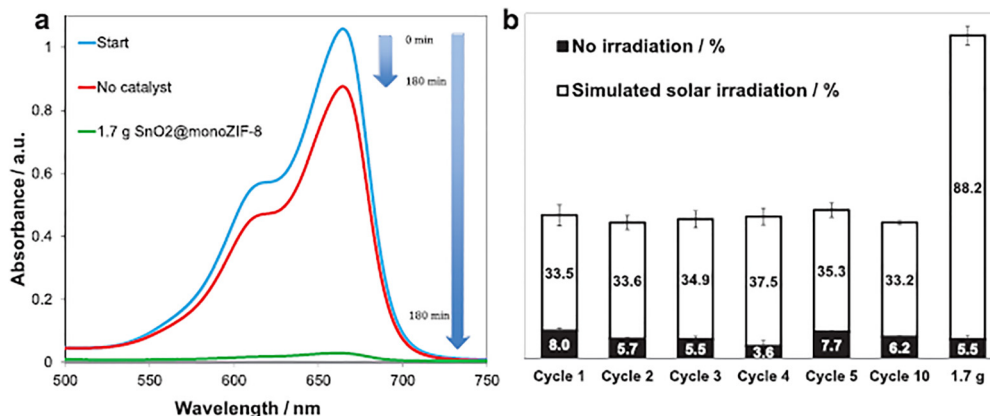 a
Start
No catalyst
1.7 g SnO2@monoZIF-8
0 min
180 min
180 min
1
0.8
0.6
0.4
0.2
0
500
550
600
650
700
750
Absorbance / a.u.
Wavelength / nm
b
No irradiation / %
Simulated solar irradiation / %
33.5
33.6
34.9
37.5
35.3
33.2
88.2
8.0
5.7
5.5
3.6
7.7
6.2
5.5
Cycle 1
Cycle 2
Cycle 3
Cycle 4
Cycle 5
Cycle 10
1.7 g